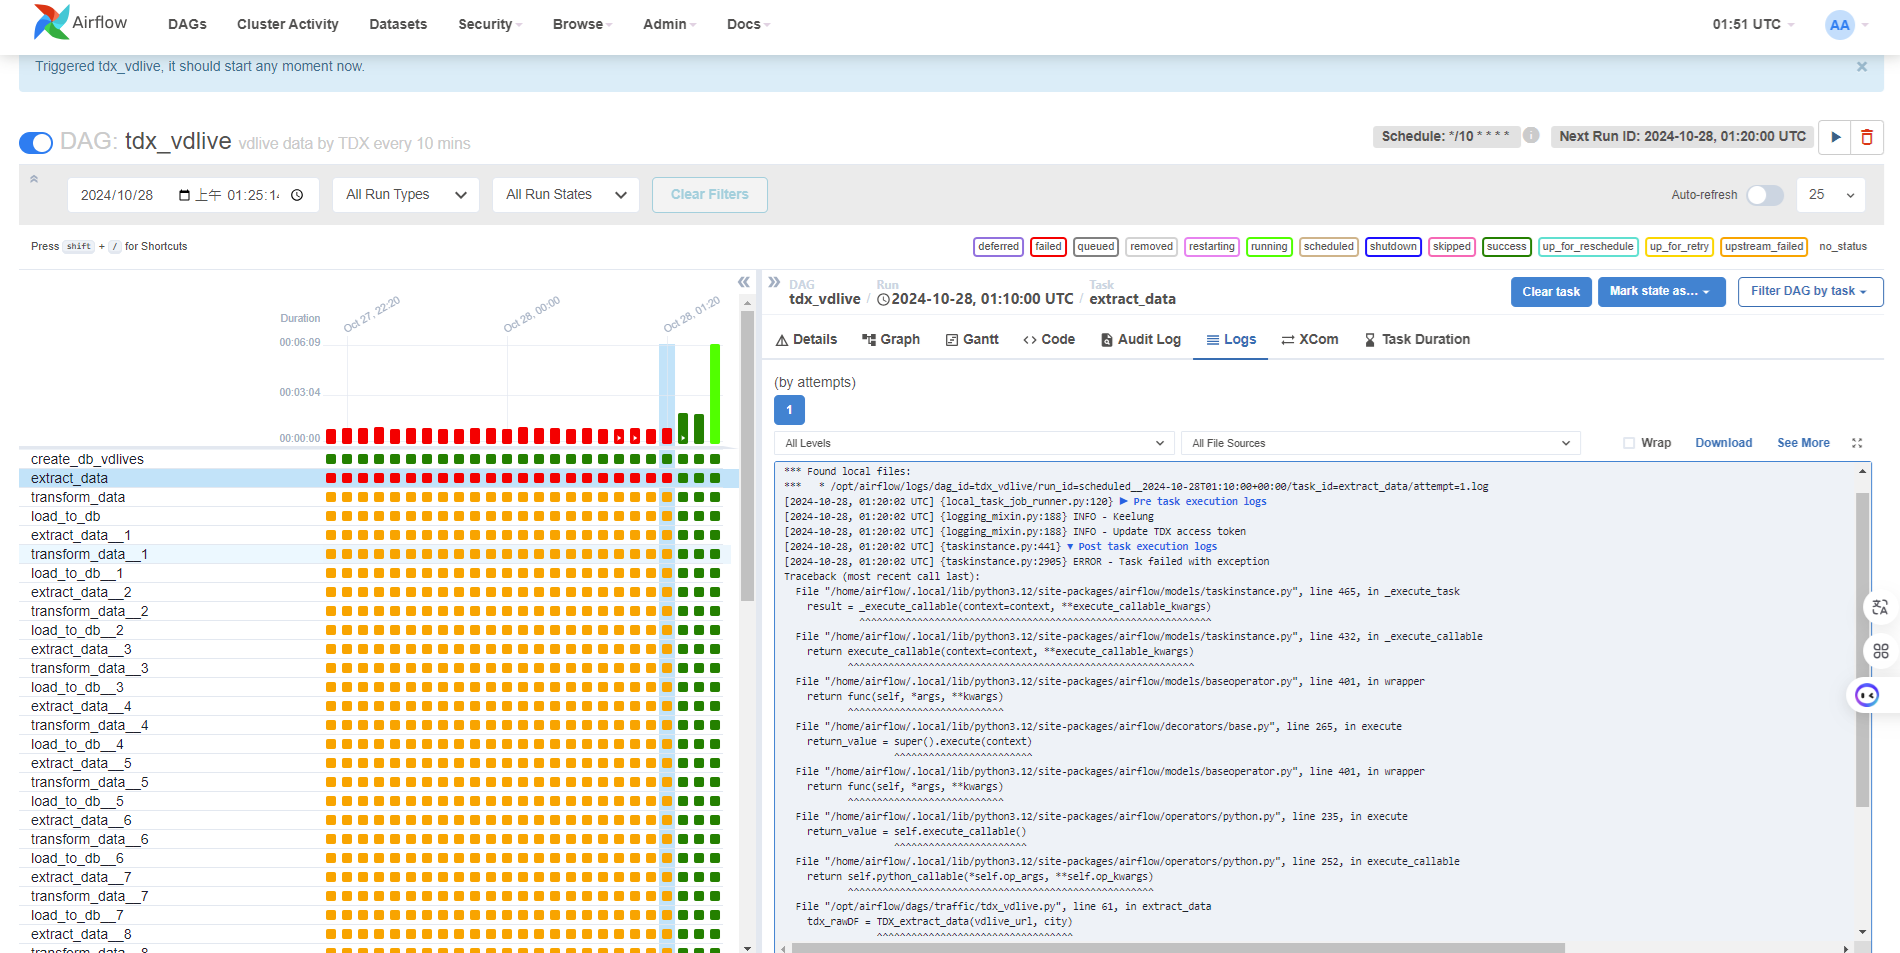 Airflow
DAGs Cluster Activity Datasets Security Browse Admin Docs 01:51 UTC AA
Triggered tdx_vdlive, it should start any moment now. ×
DAG: tdx_vdlive vdlive data by TDX every 10 mins
Schedule: */10 * * * * Next Run ID: 2024-10-28, 01:20:00 UTC
2024/10/28 上午 01:25:14 All Run Types All Run States Clear Filters Auto-refresh 25
Press shift + / for Shortcuts
deferred failed queued removed restarting running scheduled shutdown skipped success up_for_reschedule up_for_retry upstream_failed no_status
Duration
00:06:09
00:03:04
00:00:00
Oct 27, 22:20
Oct 28, 00:00
Oct 28, 01:20
create_db_vdlives
extract_data
transform_data
load_to_db
extract_data__1
transform_data__1
load_to_db__1
extract_data__2
transform_data__2
load_to_db__2
extract_data__3
transform_data__3
load_to_db__3
extract_data__4
transform_data__4
load_to_db__4
extract_data__5
transform_data__5
load_to_db__5
extract_data__6
transform_data__6
load_to_db__6
extract_data__7
transform_data__7
load_to_db__7
extract_data__8
transform_data__8
DAG Run Task
tdx_vdlive / 2024-10-28, 01:10:00 UTC / extract_data
Clear task Mark state as... Filter DAG by task
Details Graph Gantt Code Audit Log Logs XCom Task Duration
(by attempts)
1
All Levels All File Sources Wrap Download See More
*** Found local files:
***   * /opt/airflow/logs/dag_id=tdx_vdlive/run_id=scheduled__2024-10-28T01:10:00+00:00/task_id=extract_data/attempt=1.log
[2024-10-28, 01:20:02 UTC] {local_task_job_runner.py:120} ▶ Pre task execution logs
[2024-10-28, 01:20:02 UTC] {logging_mixin.py:188} INFO - Keelung
[2024-10-28, 01:20:02 UTC] {logging_mixin.py:188} INFO - Update TDX access token
[2024-10-28, 01:20:02 UTC] {taskinstance.py:441} ▼ Post task execution logs
[2024-10-28, 01:20:02 UTC] {taskinstance.py:2905} ERROR - Task failed with exception
Traceback (most recent call last):
File "/home/airflow/.local/lib/python3.12/site-packages/airflow/models/taskinstance.py", line 465, in _execute_task
result = _execute_callable(context=context, **execute_callable_kwargs)
^^^^^^^^^^^^^^^^^^^^^^^^^^^^^^^^^^^^^^^^^^^^^^^^^^^^^^^^^^^^^
File "/home/airflow/.local/lib/python3.12/site-packages/airflow/models/taskinstance.py", line 432, in _execute_callable
return execute_callable(context=context, **execute_callable_kwargs)
^^^^^^^^^^^^^^^^^^^^^^^^^^^^^^^^^^^^^^^^^^^^^^^^^^^^^^^^^^^^
File "/home/airflow/.local/lib/python3.12/site-packages/airflow/models/baseoperator.py", line 401, in wrapper
return func(self, *args, **kwargs)
^^^^^^^^^^^^^^^^^^^^^^^^^^^
File "/home/airflow/.local/lib/python3.12/site-packages/airflow/decorators/base.py", line 265, in execute
return_value = super().execute(context)
^^^^^^^^^^^^^^^^^^^^^^^^
File "/home/airflow/.local/lib/python3.12/site-packages/airflow/models/baseoperator.py", line 401, in wrapper
return func(self, *args, **kwargs)
^^^^^^^^^^^^^^^^^^^^^^^^^^^
File "/home/airflow/.local/lib/python3.12/site-packages/airflow/operators/python.py", line 235, in execute
return_value = self.execute_callable()
^^^^^^^^^^^^^^^^^^^^^^^
File "/home/airflow/.local/lib/python3.12/site-packages/airflow/operators/python.py", line 252, in execute_callable
return self.python_callable(*self.op_args, **self.op_kwargs)
^^^^^^^^^^^^^^^^^^^^^^^^^^^^^^^^^^^^^^^^^^^^^^^^^^^^^
File "/opt/airflow/dags/traffic/tdx_vdlive.py", line 61, in extract_data
tdx_rawDF = TDX_extract_data(vdlive_url, city)
^^^^^^^^^^^^^^^^^^^^^^^^^^^^^^^^^^